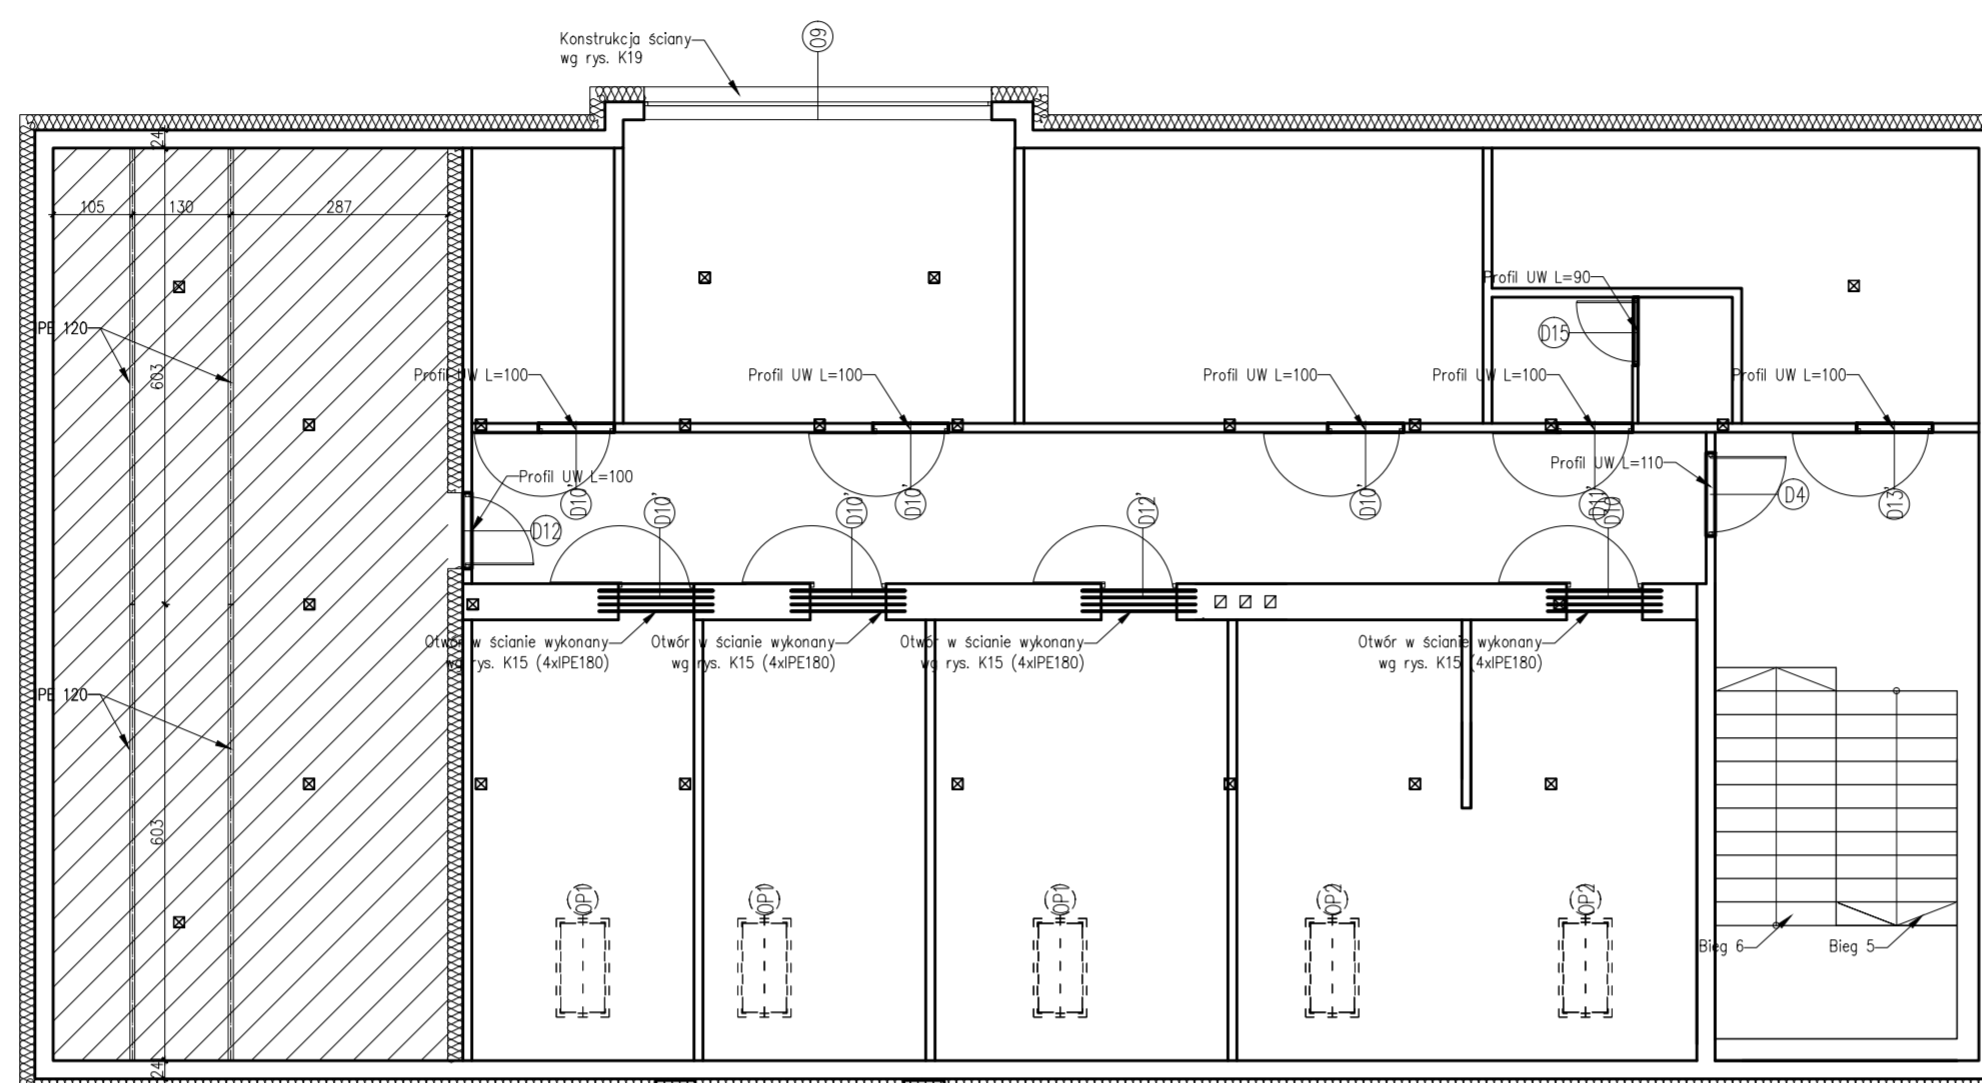 Konstrukcja ściany
wg rys. K19
O9
24
105
130
287
Profil UW L=90
D15
IPE 120
603
Profil UW L=100
Profil UW L=100
Profil UW L=100
Profil UW L=100
Profil UW L=100
Profil UW L=110
Profil UW L=100
D10'
D10'
D10'
D11'
D4
D13'
D12
D10'
D10'
D12'
D10'
Otwór w ścianie wykonany
wg rys. K15 (4xIPE180)
Otwór w ścianie wykonany
wg rys. K15 (4xIPE180)
Otwór w ścianie wykonany
wg rys. K15 (4xIPE180)
Otwór w ścianie wykonany
wg rys. K15 (4xIPE180)
IPE 120
603
OP1
OP1
OP1
OP2
OP2
Bieg 6
Bieg 5
24